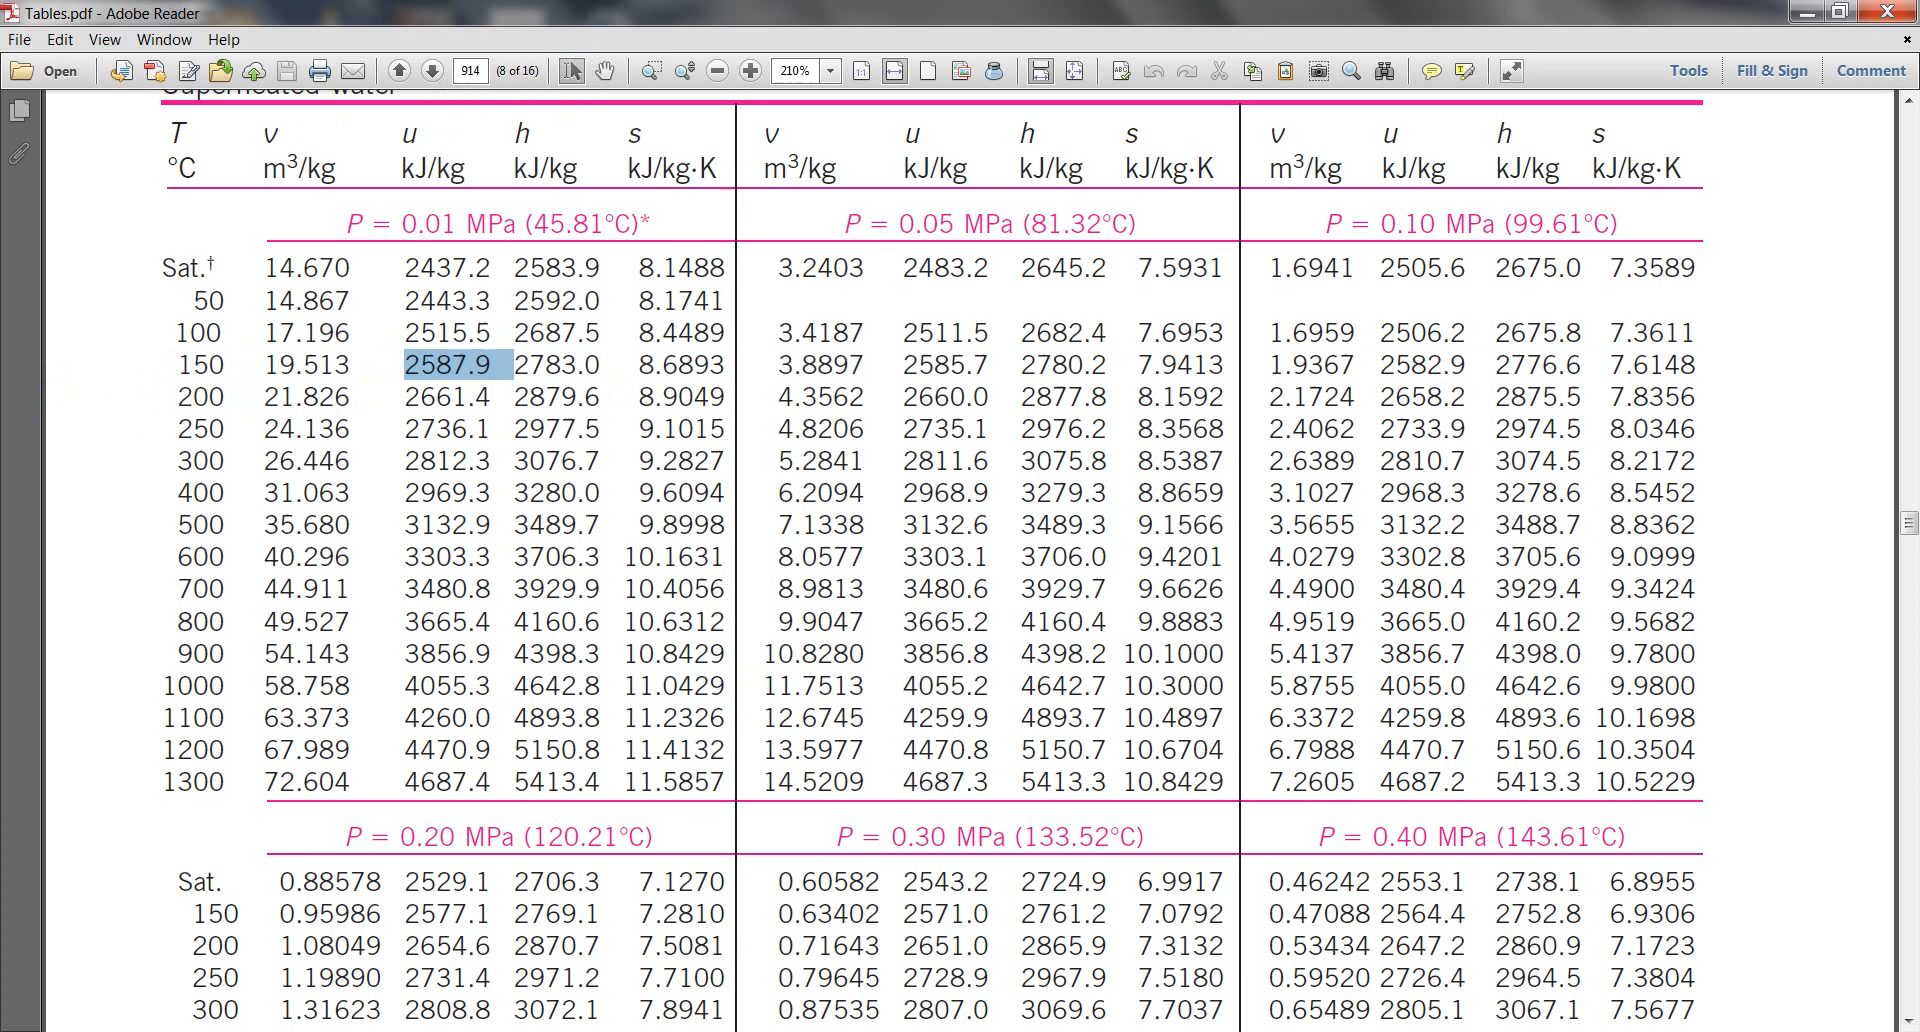 Tables.pdf - Adobe Reader
File Edit View Window Help
Open 914 (8 of 16) 210% 1:1 ABC Tools Fill & Sign Comment
Superheated water
T v u h s v u h s v u h s
°C m³/kg kJ/kg kJ/kg kJ/kg·K m³/kg kJ/kg kJ/kg kJ/kg·K m³/kg kJ/kg kJ/kg kJ/kg·K
P = 0.01 MPa (45.81°C)* P = 0.05 MPa (81.32°C) P = 0.10 MPa (99.61°C)
Sat.† 14.670 2437.2 2583.9 8.1488 3.2403 2483.2 2645.2 7.5931 1.6941 2505.6 2675.0 7.3589
50 14.867 2443.3 2592.0 8.1741
100 17.196 2515.5 2687.5 8.4489 3.4187 2511.5 2682.4 7.6953 1.6959 2506.2 2675.8 7.3611
150 19.513 2587.9 2783.0 8.6893 3.8897 2585.7 2780.2 7.9413 1.9367 2582.9 2776.6 7.6148
200 21.826 2661.4 2879.6 8.9049 4.3562 2660.0 2877.8 8.1592 2.1724 2658.2 2875.5 7.8356
250 24.136 2736.1 2977.5 9.1015 4.8206 2735.1 2976.2 8.3568 2.4062 2733.9 2974.5 8.0346
300 26.446 2812.3 3076.7 9.2827 5.2841 2811.6 3075.8 8.5387 2.6389 2810.7 3074.5 8.2172
400 31.063 2969.3 3280.0 9.6094 6.2094 2968.9 3279.3 8.8659 3.1027 2968.3 3278.6 8.5452
500 35.680 3132.9 3489.7 9.8998 7.1338 3132.6 3489.3 9.1566 3.5655 3132.2 3488.7 8.8362
600 40.296 3303.3 3706.3 10.1631 8.0577 3303.1 3706.0 9.4201 4.0279 3302.8 3705.6 9.0999
700 44.911 3480.8 3929.9 10.4056 8.9813 3480.6 3929.7 9.6626 4.4900 3480.4 3929.4 9.3424
800 49.527 3665.4 4160.6 10.6312 9.9047 3665.2 4160.4 9.8883 4.9519 3665.0 4160.2 9.5682
900 54.143 3856.9 4398.3 10.8429 10.8280 3856.8 4398.2 10.1000 5.4137 3856.7 4398.0 9.7800
1000 58.758 4055.3 4642.8 11.0429 11.7513 4055.2 4642.7 10.3000 5.8755 4055.0 4642.6 9.9800
1100 63.373 4260.0 4893.8 11.2326 12.6745 4259.9 4893.7 10.4897 6.3372 4259.8 4893.6 10.1698
1200 67.989 4470.9 5150.8 11.4132 13.5977 4470.8 5150.7 10.6704 6.7988 4470.7 5150.6 10.3504
1300 72.604 4687.4 5413.4 11.5857 14.5209 4687.3 5413.3 10.8429 7.2605 4687.2 5413.3 10.5229
P = 0.20 MPa (120.21°C) P = 0.30 MPa (133.52°C) P = 0.40 MPa (143.61°C)
Sat. 0.88578 2529.1 2706.3 7.1270 0.60582 2543.2 2724.9 6.9917 0.46242 2553.1 2738.1 6.8955
150 0.95986 2577.1 2769.1 7.2810 0.63402 2571.0 2761.2 7.0792 0.47088 2564.4 2752.8 6.9306
200 1.08049 2654.6 2870.7 7.5081 0.71643 2651.0 2865.9 7.3132 0.53434 2647.2 2860.9 7.1723
250 1.19890 2731.4 2971.2 7.7100 0.79645 2728.9 2967.9 7.5180 0.59520 2726.4 2964.5 7.3804
300 1.31623 2808.8 3072.1 7.8941 0.87535 2807.0 3069.6 7.7037 0.65489 2805.1 3067.1 7.5677